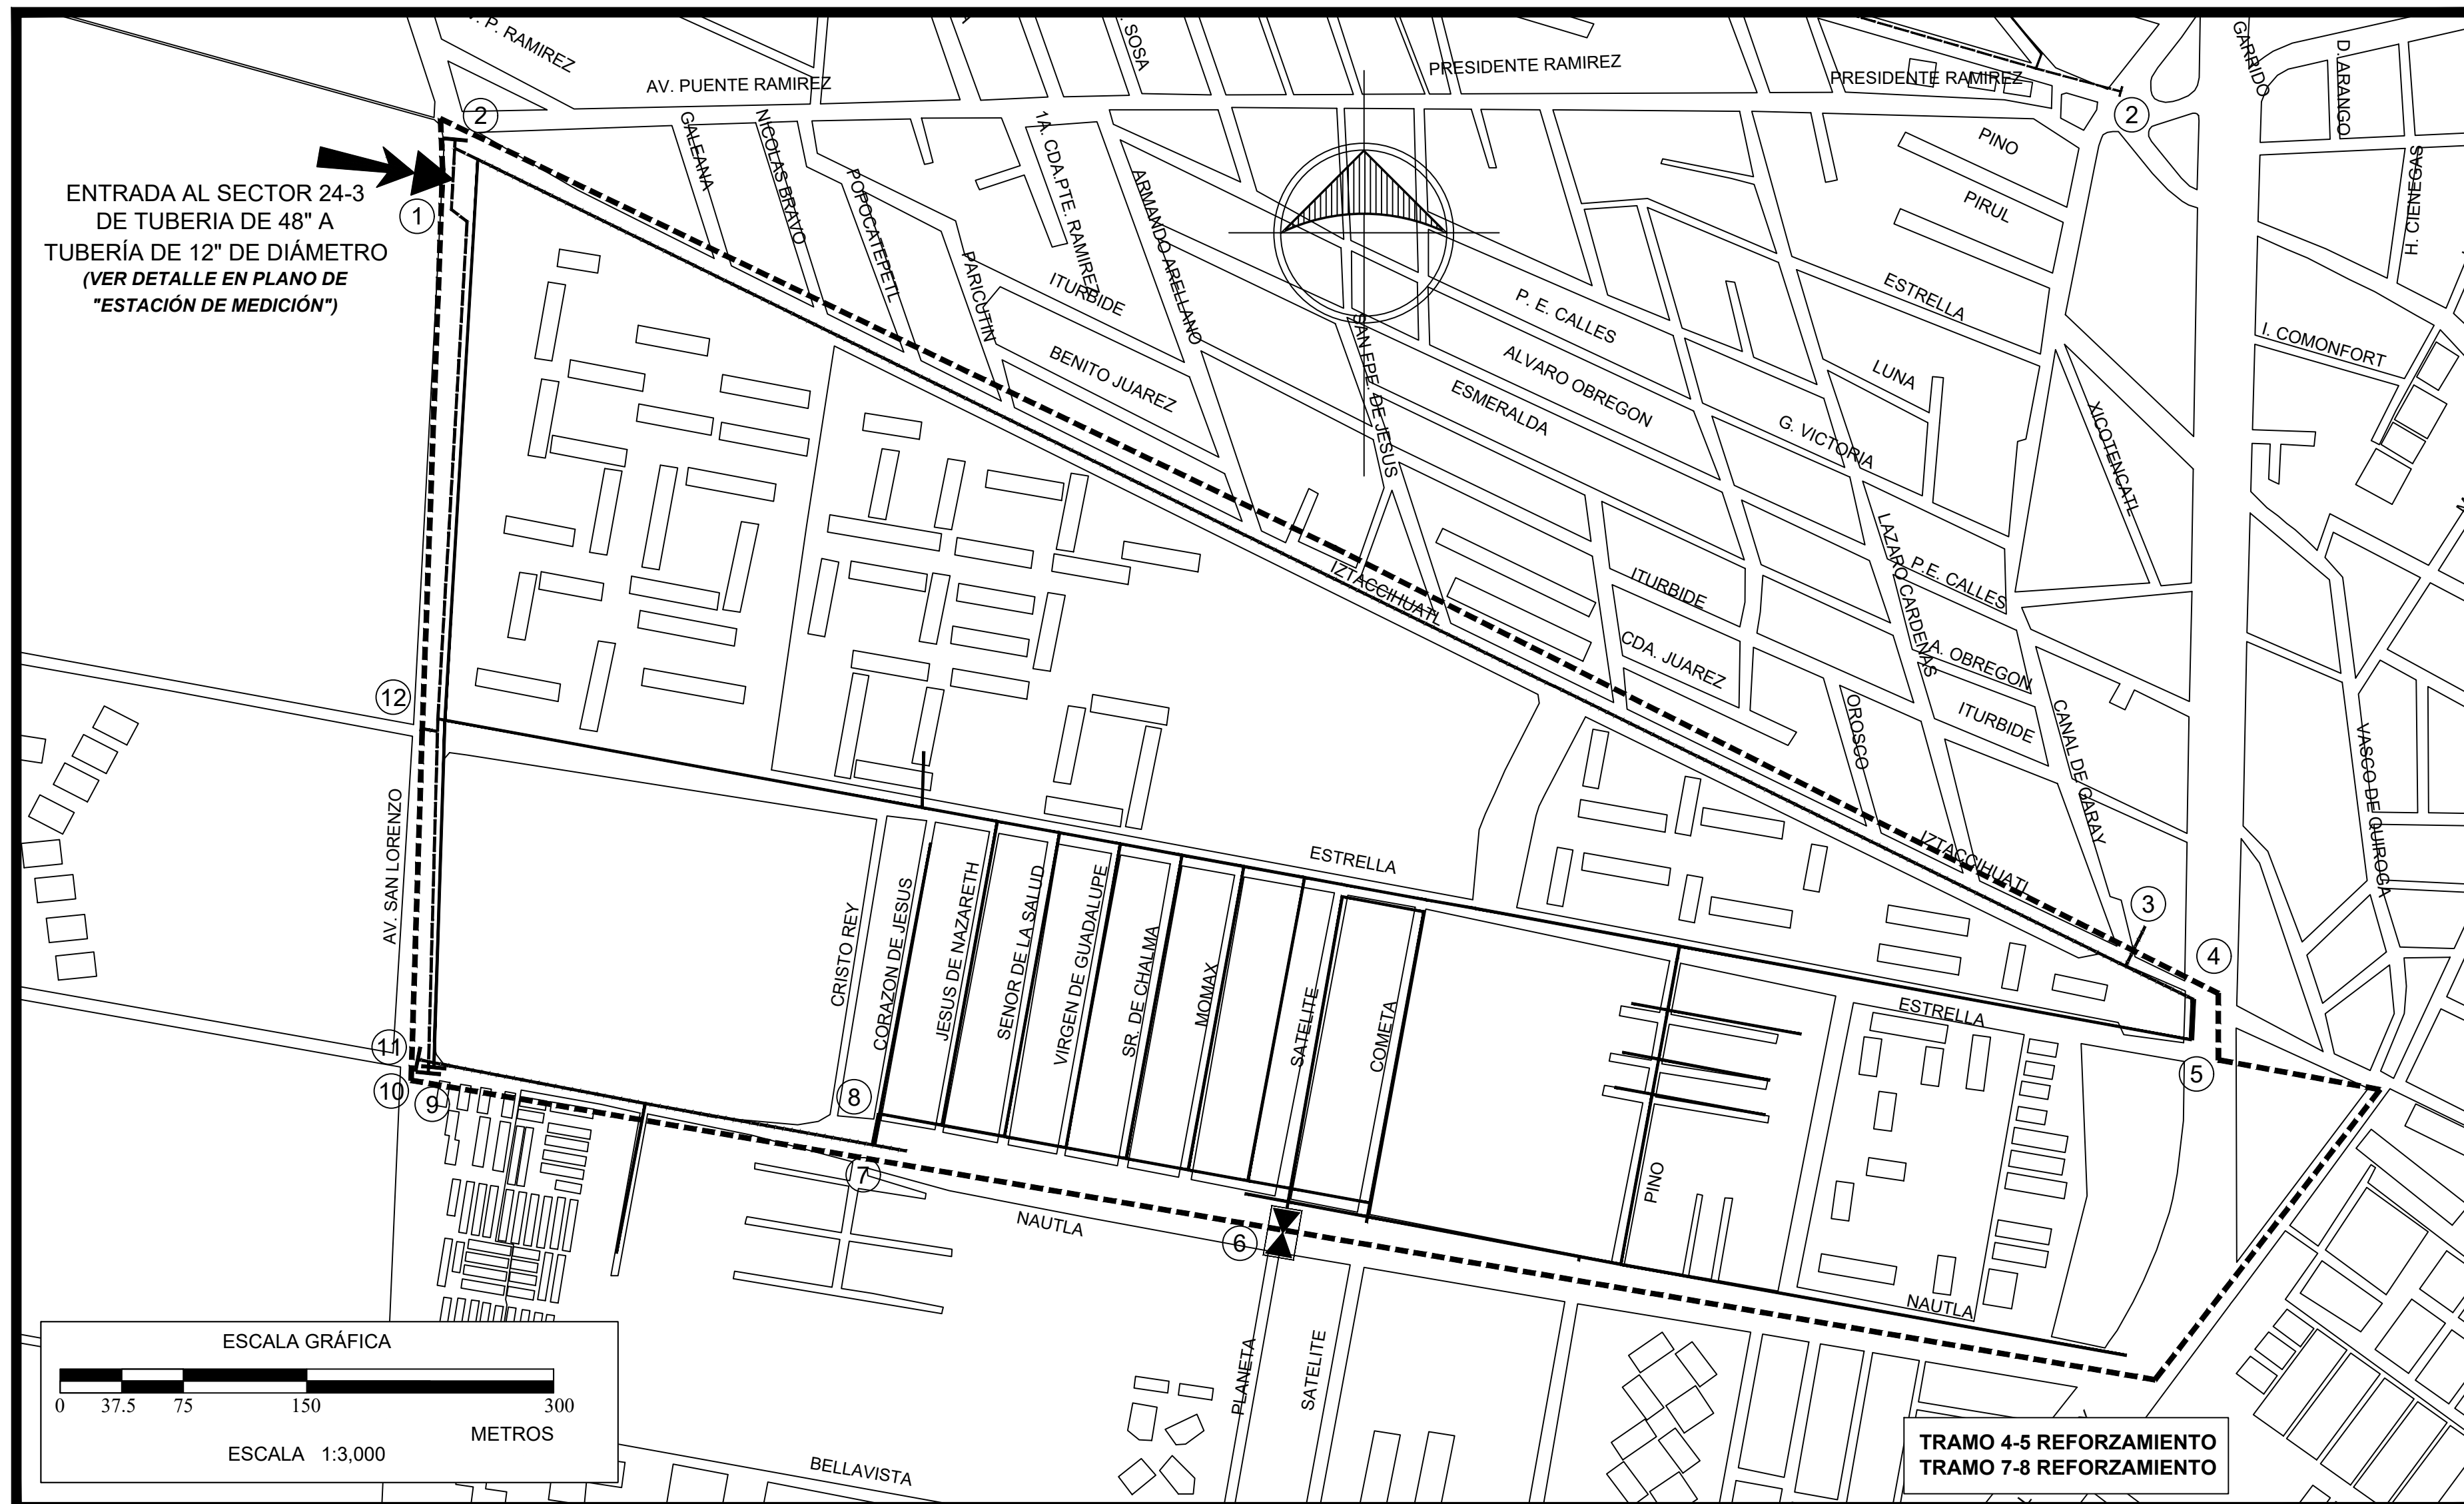 P. RAMIREZ
AV. PUENTE RAMIREZ
SOSA
PRESIDENTE RAMIREZ
PRESIDENTE RAMIREZ
GARRIDO
D.ARANGO
2
2
GALEANA
NICOLAS BRAVO
1A. CDA.PTE. RAMIREZ
PINO
H. CIENEGAS
ENTRADA AL SECTOR 24-3
DE TUBERIA DE 48" A
TUBERÍA DE 12" DE DIÁMETRO
(VER DETALLE EN PLANO DE
"ESTACIÓN DE MEDICIÓN")
1
POPOCATEPETL
ARMANDO ARELLANO
PIRUL
PARICUTIN
ITURBIDE
ESTRELLA
P. E. CALLES
I. COMONFORT
BENITO JUAREZ
SAN FPE. DE JESUS
ALVARO OBREGON
LUNA
ESMERALDA
G. VICTORIA
XICOTENCATL
IZTACCIHUATL
ITURBIDE
LAZARO CARDENAS
P.E. CALLES
CDA. JUAREZ
A. OBREGON
12
OROSCO
ITURBIDE
CANAL DE GARAY
VASCO DE QUIROGA
AV. SAN LORENZO
ESTRELLA
IZTACCIHUATL
3
4
CRISTO REY
CORAZON DE JESUS
JESUS DE NAZARETH
SENOR DE LA SALUD
VIRGEN DE GUADALUPE
SR. DE CHALMA
MOMAX
SATELITE
COMETA
ESTRELLA
11
10
9
8
5
7
NAUTLA
6
PINO
NAUTLA
PLANETA
SATELITE
BELLAVISTA
ESCALA GRÁFICA
0 37.5 75 150 300
METROS
ESCALA 1:3,000
TRAMO 4-5 REFORZAMIENTO
TRAMO 7-8 REFORZAMIENTO